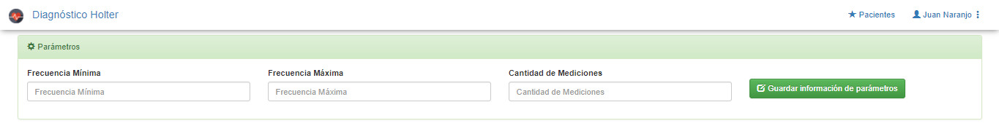 Diagnóstico Holter Pacientes Juan Naranjo
Parámetros
Frecuencia Mínima Frecuencia Máxima Cantidad de Mediciones
Frecuencia Mínima Frecuencia Máxima Cantidad de Mediciones Guardar información de parámetros